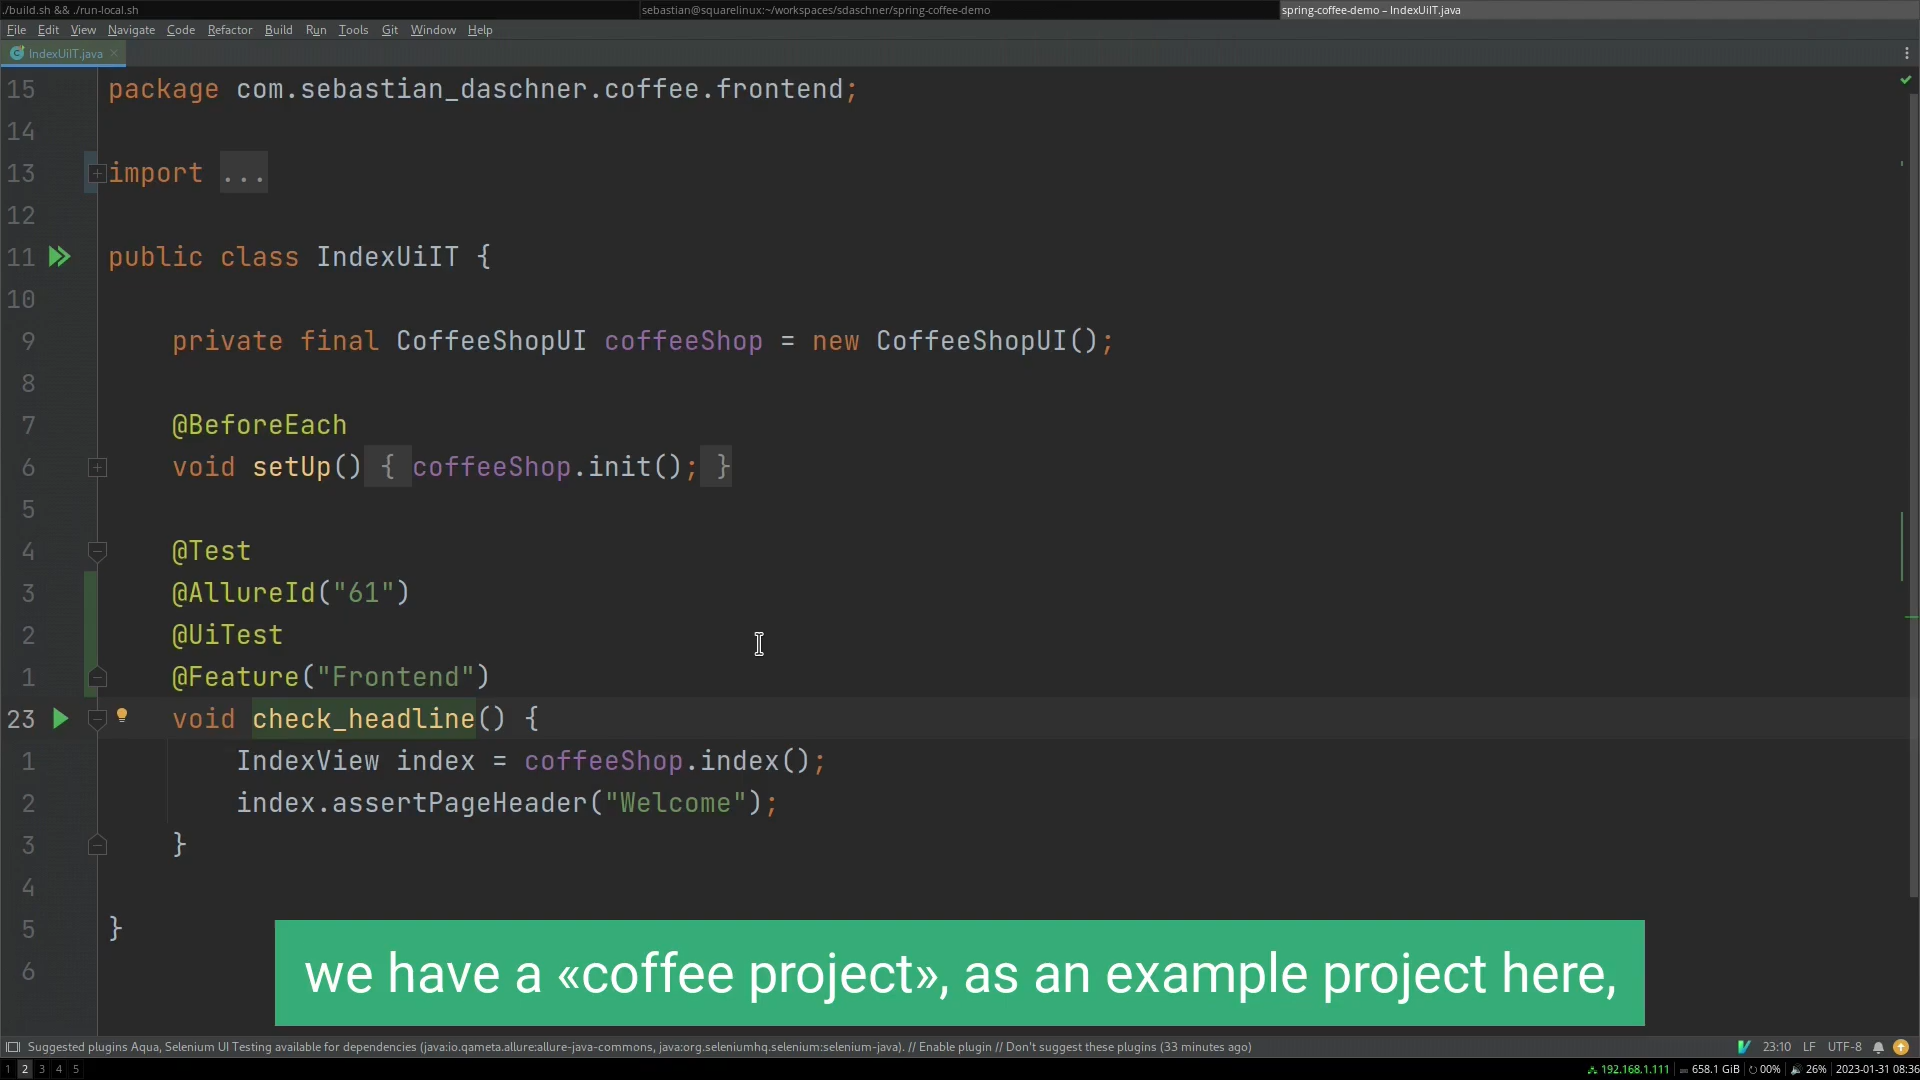 ./build.sh && ./run-local.sh sebastian@squarelinux:~/workspaces/sdaschner/spring-coffee-demo spring-coffee-demo – IndexUiIT.java
File Edit View Navigate Code Refactor Build Run Tools Git Window Help
IndexUiIT.java
15 package com.sebastian_daschner.coffee.frontend;
14
13 import ...
12
11 public class IndexUiIT {
10
9 private final CoffeeShopUI coffeeShop = new CoffeeShopUI();
8
7 @BeforeEach
6 void setUp() { coffeeShop.init(); }
5
4 @Test
3 @AllureId("61")
2 @UiTest
1 @Feature("Frontend")
23 void check_headline() {
1 IndexView index = coffeeShop.index();
2 index.assertPageHeader("Welcome");
3 }
4
5 }
6
we have a «coffee project», as an example project here,
Suggested plugins Aqua, Selenium UI Testing available for dependencies (java:io.qameta.allure:allure-java-commons, java:org.seleniumhq.selenium:selenium-java). // Enable plugin // Don't suggest these plugins (33 minutes ago) 23:10 LF UTF-8
1 2 3 4 5 192.168.1.111 658.1 GiB 00% 26% 2023-01-31 08:36